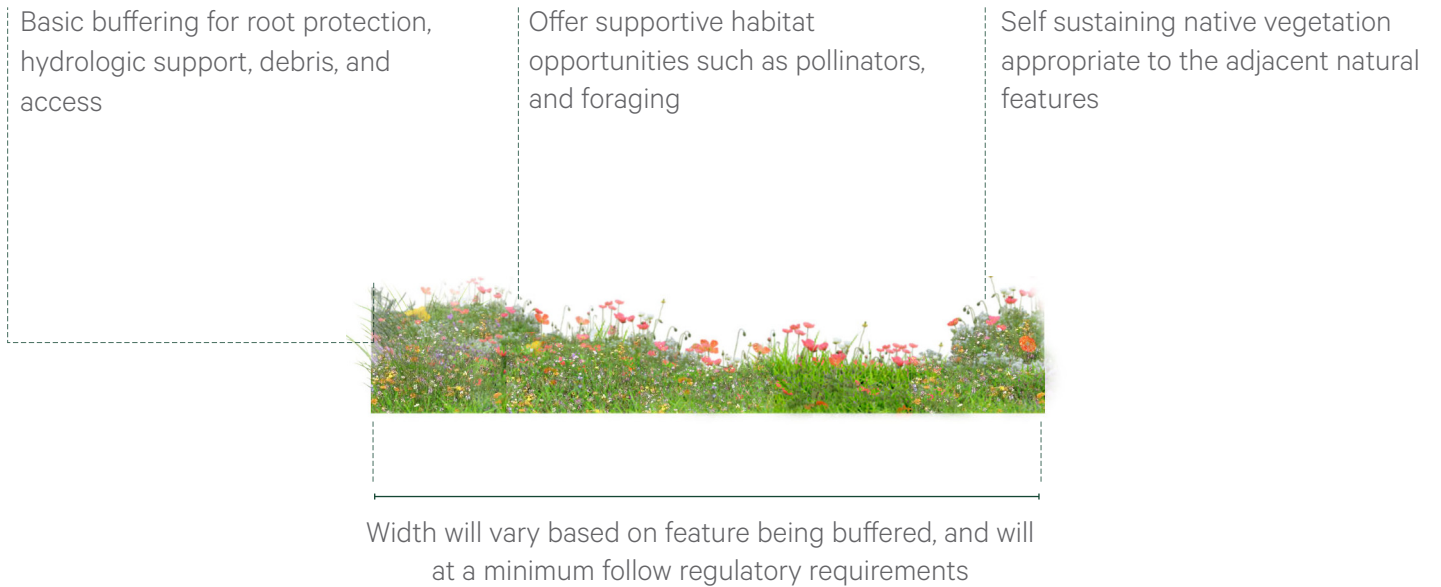 Basic buffering for root protection,
hydrologic support, debris, and
access
Offer supportive habitat
opportunities such as pollinators,
and foraging
Self sustaining native vegetation
appropriate to the adjacent natural
features
Width will vary based on feature being buffered, and will
at a minimum follow regulatory requirements